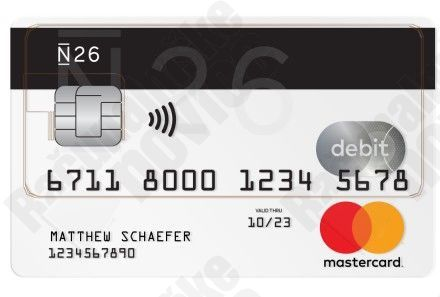 N26
debit
6711 8000 1234 5678
VALID THRU
10/23
MATTHEW SCHAEFER
1234567890
mastercard.